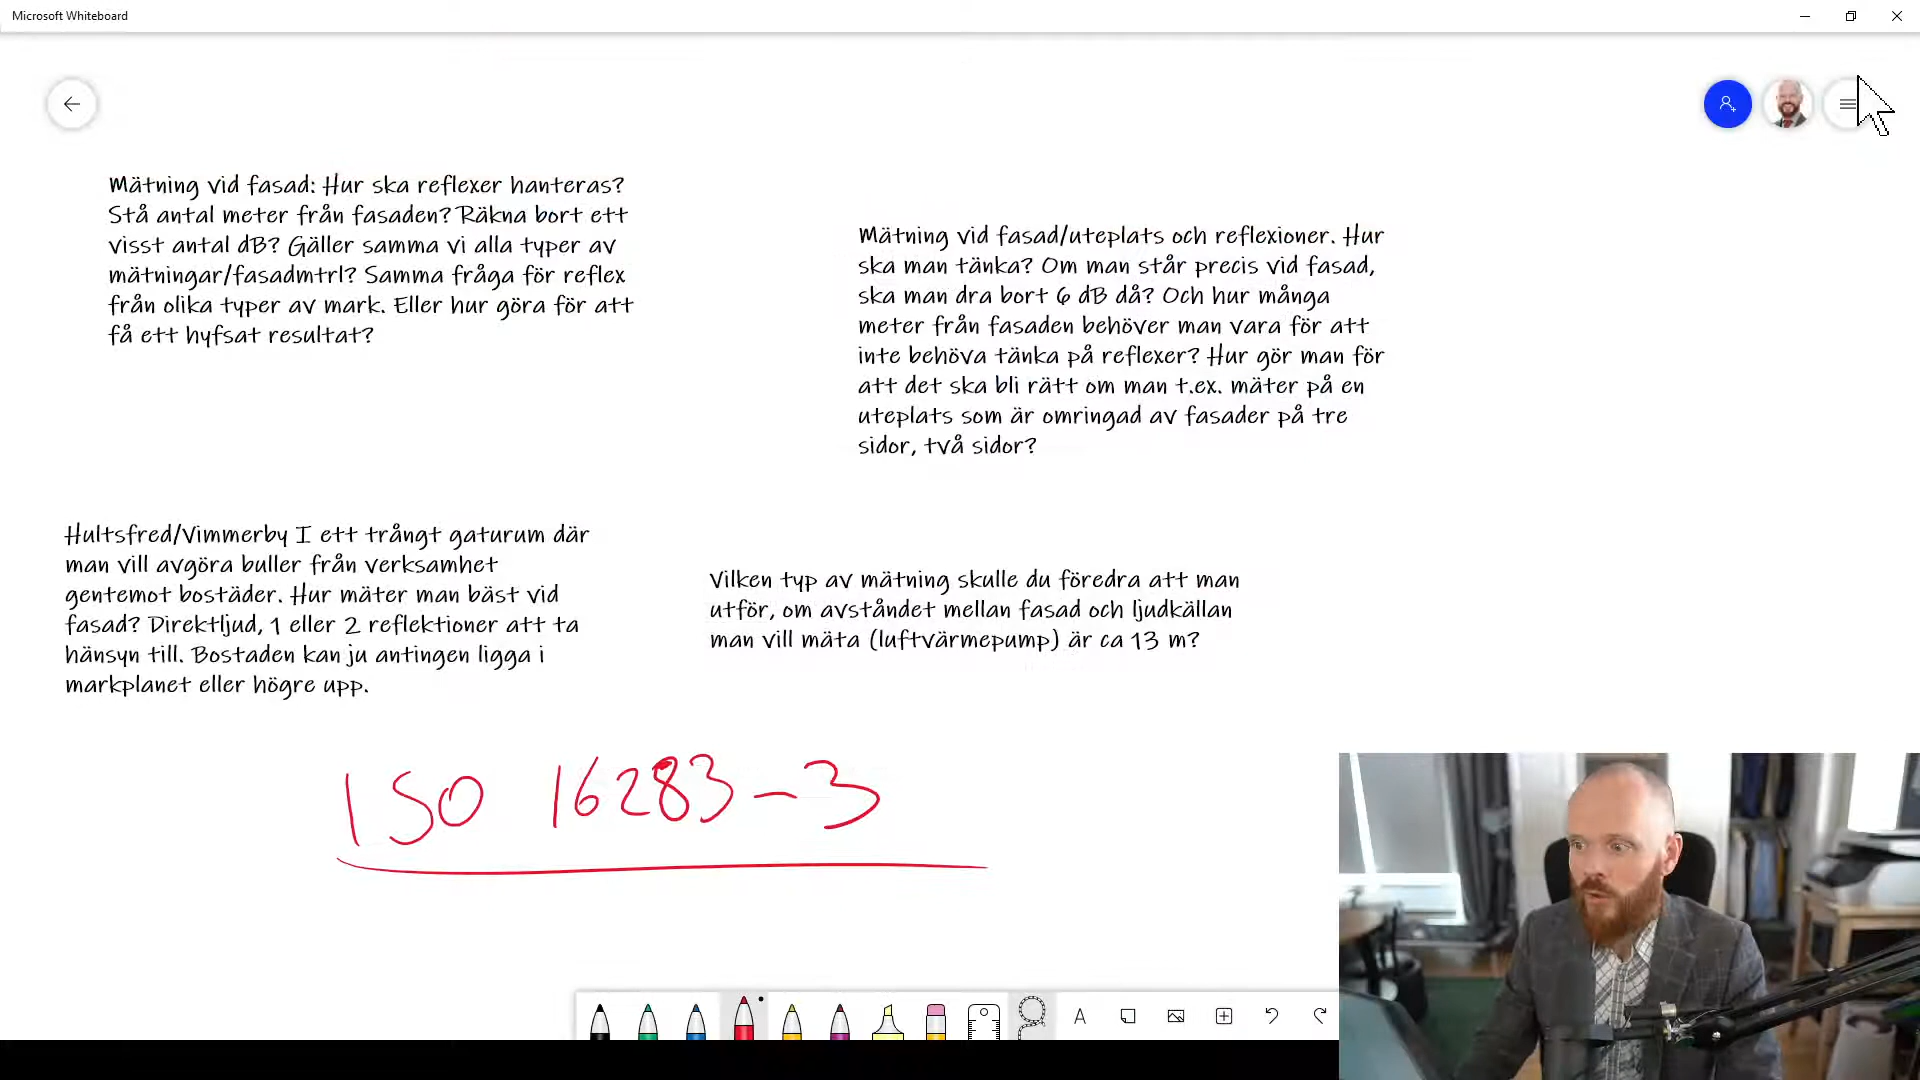 Microsoft Whiteboard
Mätning vid fasad: Hur ska reflexer hanteras?
Stå antal meter från fasaden? Räkna bort ett
visst antal dB? Gäller samma vi alla typer av
mätningar/fasadmtrl? Samma fråga för reflex
från olika typer av mark. Eller hur göra för att
få ett hyfsat resultat?
Mätning vid fasad/uteplats och reflexioner. Hur
ska man tänka? Om man står precis vid fasad,
ska man dra bort 6 dB då? Och hur många
meter från fasaden behöver man vara för att
inte behöva tänka på reflexer? Hur gör man för
att det ska bli rätt om man t.ex. mäter på en
uteplats som är omringad av fasader på tre
sidor, två sidor?
Hultsfred/Vimmerby I ett trångt gaturum där
man vill avgöra buller från verksamhet
gentemot bostäder. Hur mäter man bäst vid
fasad? Direktljud, 1 eller 2 reflektioner att ta
hänsyn till. Bostaden kan ju antingen ligga i
markplanet eller högre upp.
Vilken typ av mätning skulle du föredra att man
utför, om avståndet mellan fasad och ljudkällan
man vill mäta (luftvärmepump) är ca 13 m?
ISO 16283-3
A